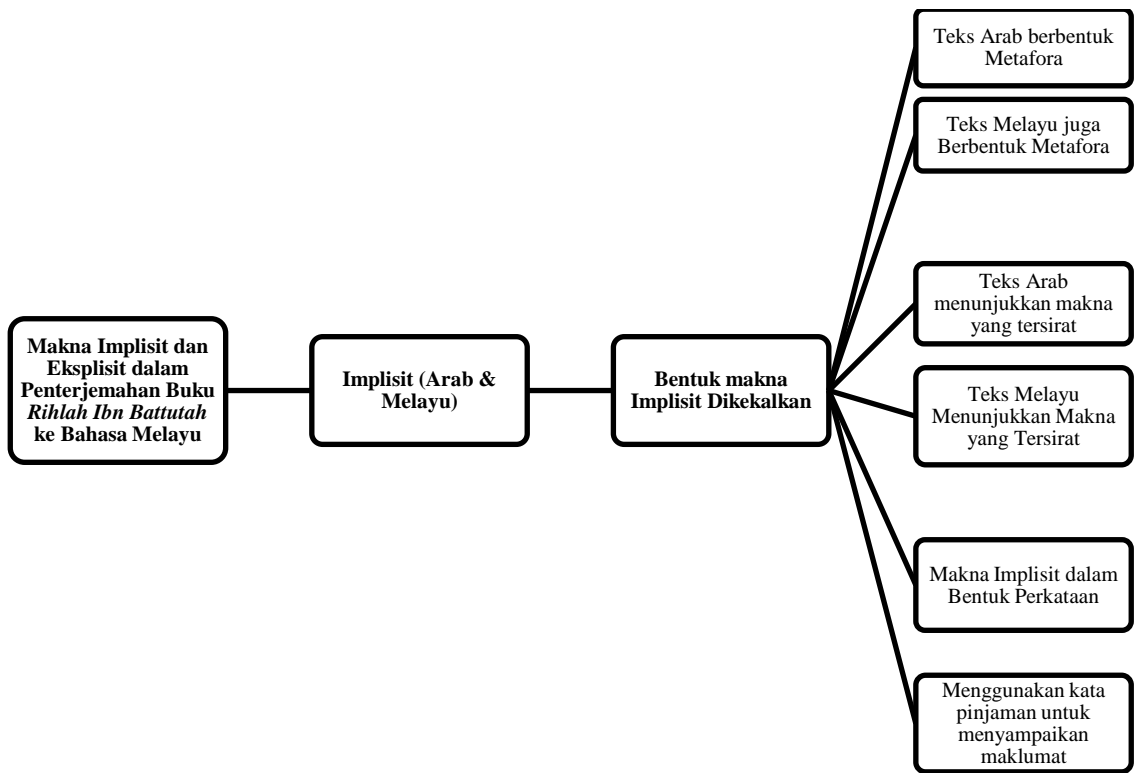 Makna Implisit dan
Eksplisit dalam
Penterjemahan Buku
Rihlah Ibn Battutah
ke Bahasa Melayu
Implisit (Arab &
Melayu)
Bentuk makna
Implisit Dikekalkan
Teks Arab berbentuk
Metafora
Teks Melayu juga
Berbentuk Metafora
Teks Arab
menunjukkan makna
yang tersirat
Teks Melayu
Menunjukkan Makna
yang Tersirat
Makna Implisit dalam
Bentuk Perkataan
Menggunakan kata
pinjaman untuk
menyampaikan
maklumat